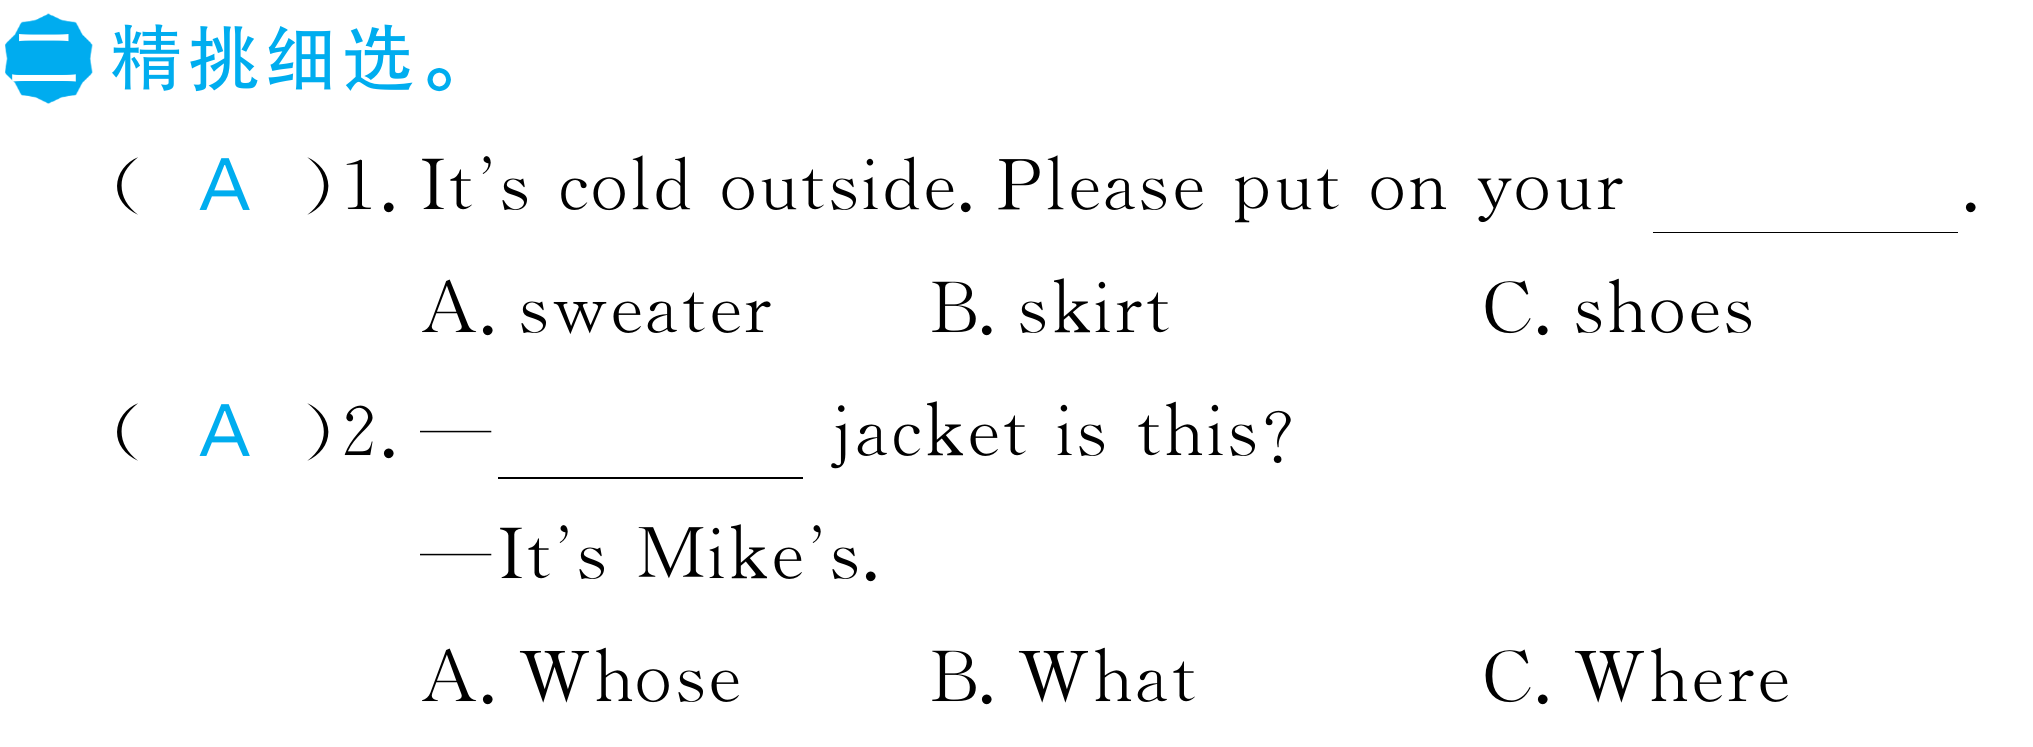 二 精挑细选。
( A )1. It's cold outside. Please put on your ________.
A. sweater B. skirt C. shoes
( A )2. —________ jacket is this?
—It's Mike's.
A. Whose B. What C. Where